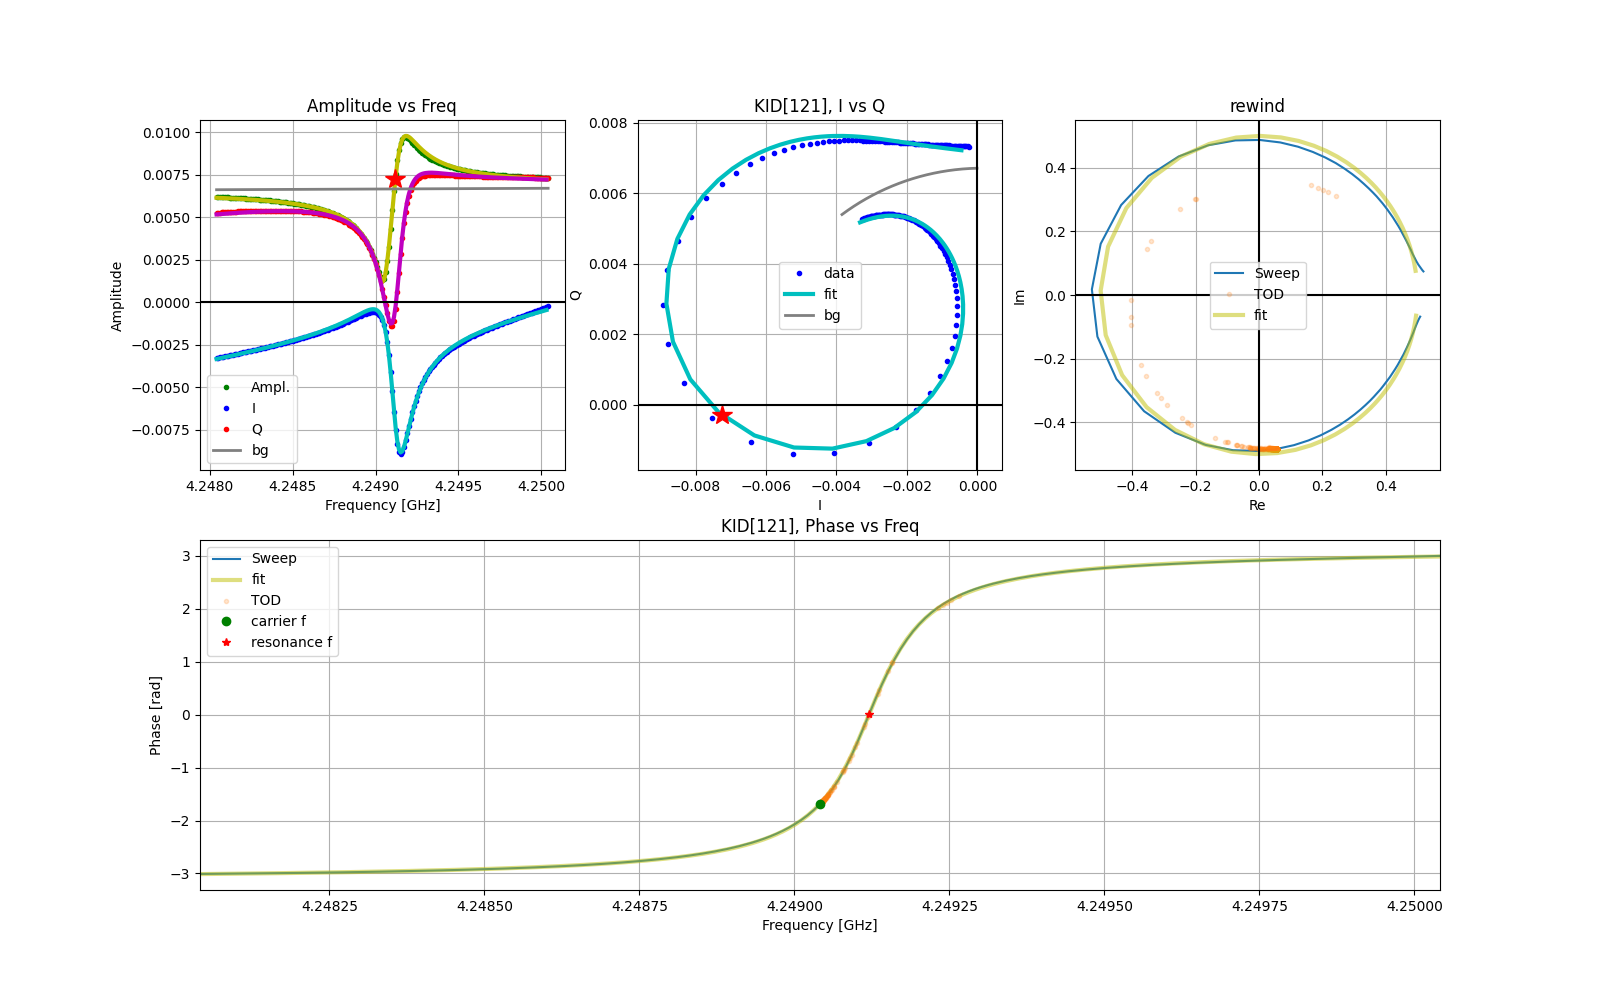 Amplitude vs Freq
Amplitude
0.0100
0.0075
0.0050
0.0025
0.0000
−0.0025
−0.0050
−0.0075
Ampl.
I
Q
bg
4.2480 4.2485 4.2490 4.2495 4.2500
Frequency [GHz]
KID[121], I vs Q
Q
0.008
0.006
0.004
0.002
0.000
data
fit
bg
−0.008 −0.006 −0.004 −0.002 0.000
I
rewind
Im
0.4
0.2
0.0
−0.2
−0.4
Sweep
TOD
fit
−0.4 −0.2 0.0 0.2 0.4
Re
KID[121], Phase vs Freq
Phase [rad]
3
2
1
0
−1
−2
−3
Sweep
fit
TOD
carrier f
resonance f
4.24825 4.24850 4.24875 4.24900 4.24925 4.24950 4.24975 4.25000
Frequency [GHz]